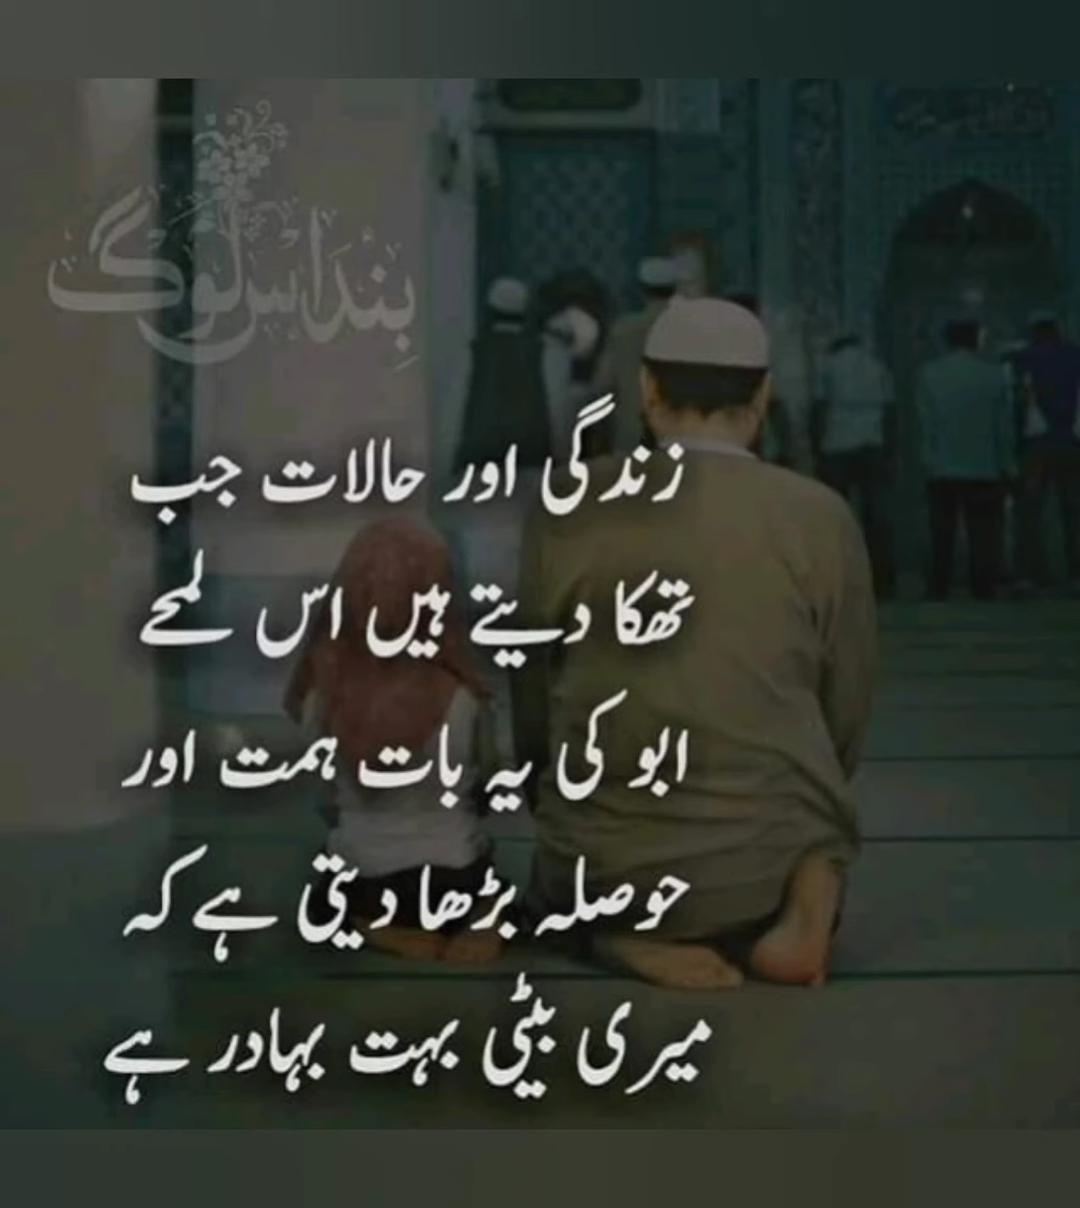 بنداس لوگ
زندگی اور حالات جب
تھکا دیتے ہیں اس لمحے
ابو کی یہ بات ہمت اور
حوصلہ بڑھا دیتی ہے کہ
میری بیٹی بہت بہادر ہے